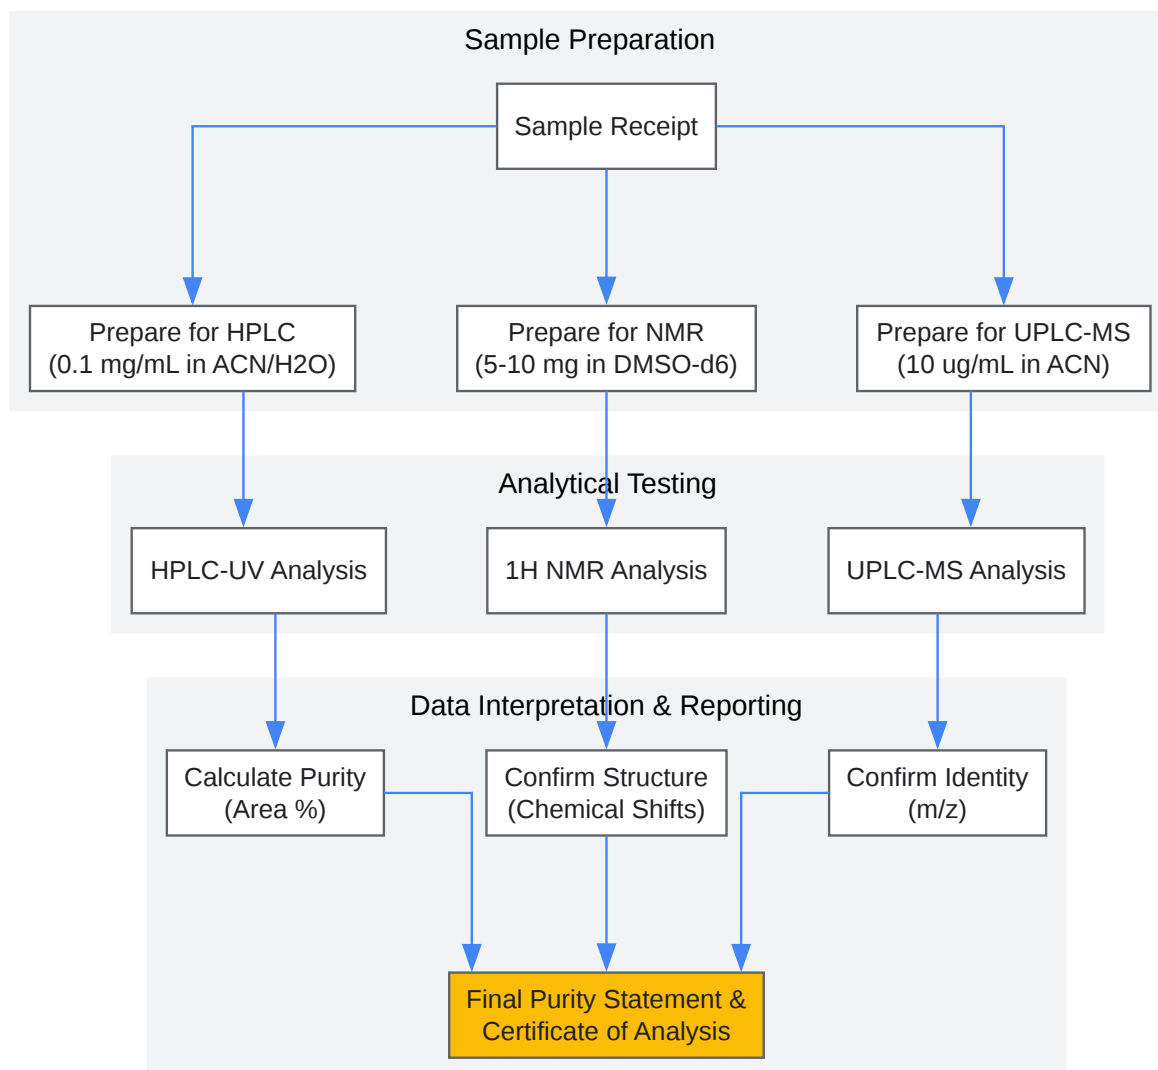 Sample Preparation
Sample Receipt
Prepare for HPLC
(0.1 mg/mL in ACN/H2O)
Prepare for NMR
(5-10 mg in DMSO-d6)
Prepare for UPLC-MS
(10 ug/mL in ACN)
Analytical Testing
HPLC-UV Analysis
1H NMR Analysis
UPLC-MS Analysis
Data Interpretation & Reporting
Calculate Purity
(Area %)
Confirm Structure
(Chemical Shifts)
Confirm Identity
(m/z)
Final Purity Statement &
Certificate of Analysis